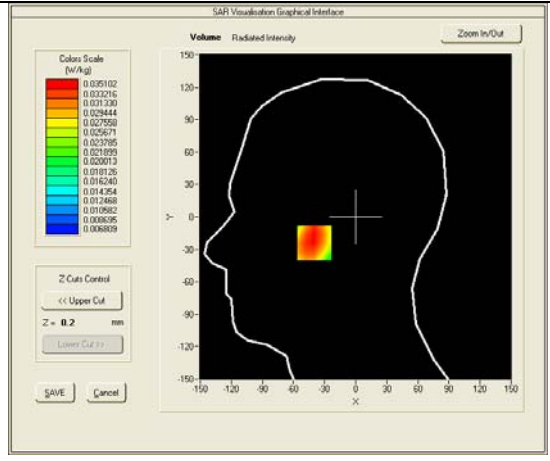 SAR Visualisation Graphical Interface
Volume Radiated Intensity
Zoom In/Out
Colors Scale
(W/kg)
0.035102
0.033216
0.031330
0.029444
0.027558
0.025671
0.023785
0.021899
0.020013
0.018126
0.016240
0.014354
0.012468
0.010582
0.008695
0.006809
Z Cuts Control
<< Upper Cut
Z = 0.2 mm
Lower Cut >>
SAVE Cancel
150-
120-
90-
60-
30-
0-
-30-
-60-
-90-
-120-
-150-
Y
-150 -120 -90 -60 -30 0 30 60 90 120 150
X